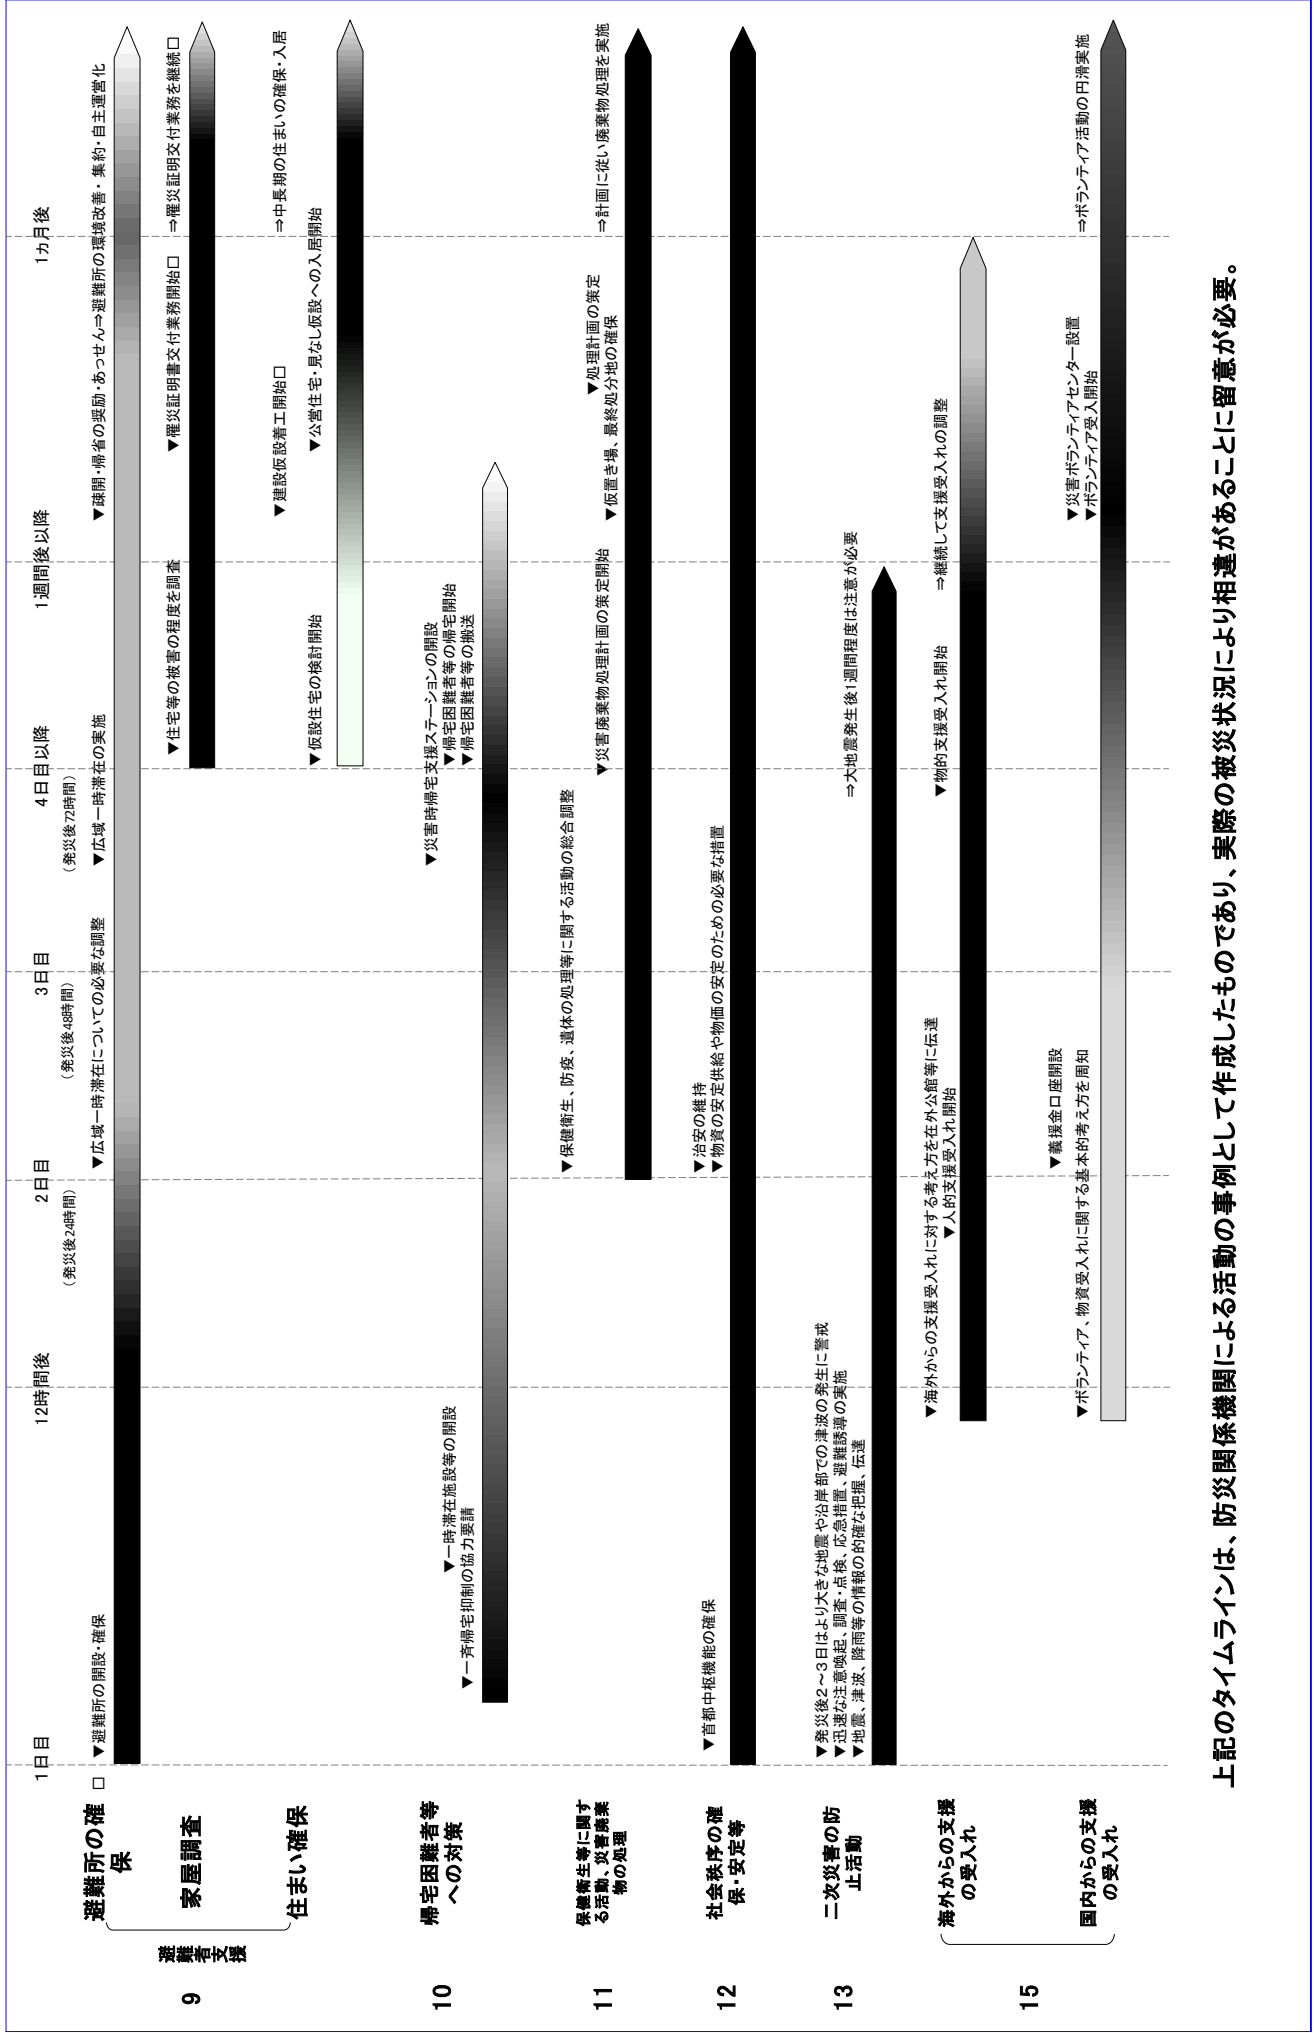 1日目
12時間後
2日目
(発災後24時間)
3日目
(発災後48時間)
4日目以降
(発災後72時間)
1週間後以降
1カ月後
9
避難者支援
避難所の確
保
▼避難所の開設・確保
▼広域一時滞在についての必要な調整
▼広域一時滞在の実施
▼疎開・帰省の奨励・あっせん⇒避難所の環境改善・集約・自主運営化
家屋調査
▼住宅等の被害の程度を調査
▼罹災証明書交付業務開始
⇒罹災証明交付業務を継続
住まい確保
▼建設仮設着工開始
⇒中長期の住まいの確保・入居
▼仮設住宅の検討開始
▼公営住宅・見なし仮設への入居開始
10
帰宅困難者等
への対策
▼一時滞在施設等の開設
▼一斉帰宅抑制の協力要請
▼災害時帰宅支援ステーションの開設
▼帰宅困難者等の帰宅開始
▼帰宅困難者等の搬送
11
保健衛生等に関す
る活動、災害廃棄
物の処理
▼保健衛生、防疫、遺体の処理等に関する活動の総合調整
▼災害廃棄物処理計画の策定開始
▼処理計画の策定
▼仮置き場、最終処分地の確保
⇒計画に従い廃棄物処理を実施
12
社会秩序の確
保・安定等
▼首都中枢機能の確保
▼治安の維持
▼物資の安定供給や物価の安定のための必要な措置
13
二次災害の防
止活動
▼発災後2~3日はより大きな地震や沿岸部での津波の発生に警戒
▼迅速な注意喚起、調査・点検、応急措置、避難誘導の実施
▼地震、津波、降雨等の情報の的確な把握、伝達
⇒大地震発生後1週間程度は注意が必要
15
海外からの支援
の受入れ
▼海外からの支援受入れに対する考え方を在外公館等に伝達
▼人的支援受入れ開始
▼物的支援受入れ開始
⇒継続して支援受入れの調整
国内からの支援
の受入れ
▼義援金口座開設
▼ボランティア、物資受入れに関する基本的考え方を周知
▼災害ボランティアセンター設置
▼ボランティア受入開始
⇒ボランティア活動の円滑実施
上記のタイムラインは、防災関係機関による活動の事例として作成したものであり、実際の被災状況により相違があることに留意が必要。